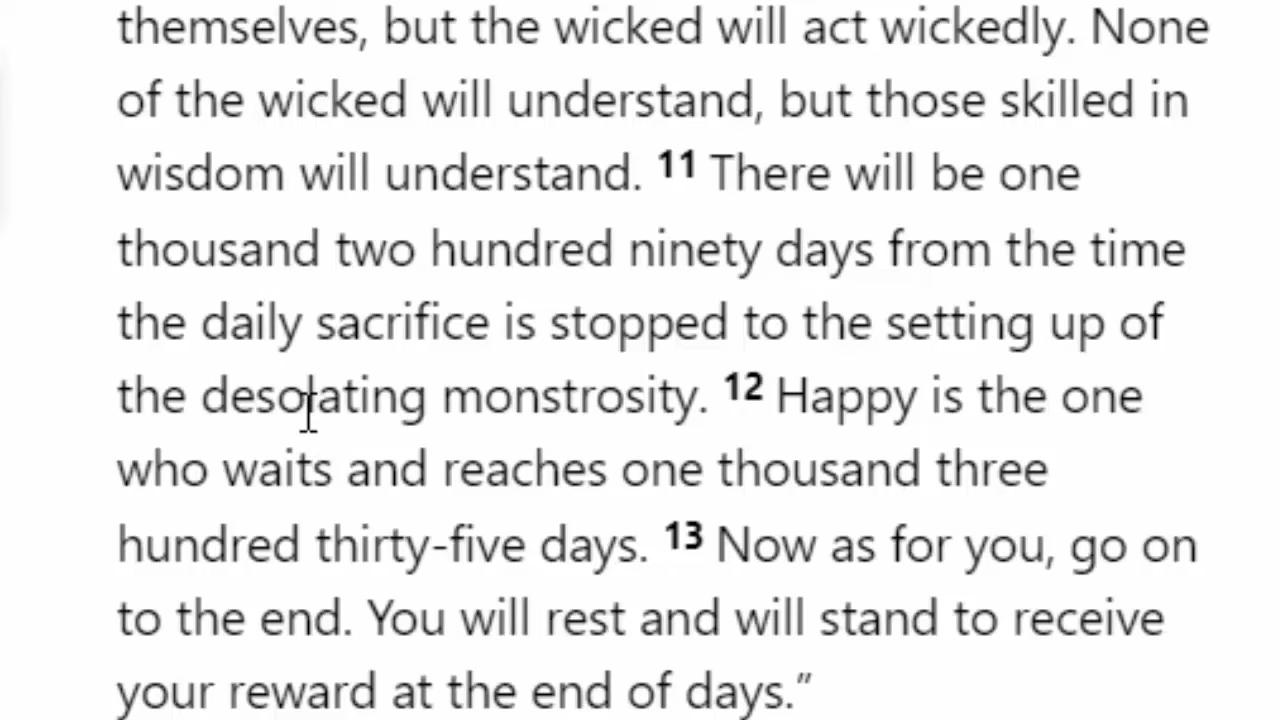 themselves, but the wicked will act wickedly. None
of the wicked will understand, but those skilled in
wisdom will understand. 11 There will be one
thousand two hundred ninety days from the time
the daily sacrifice is stopped to the setting up of
the desolating monstrosity. 12 Happy is the one
who waits and reaches one thousand three
hundred thirty-five days. 13 Now as for you, go on
to the end. You will rest and will stand to receive
your reward at the end of days.”